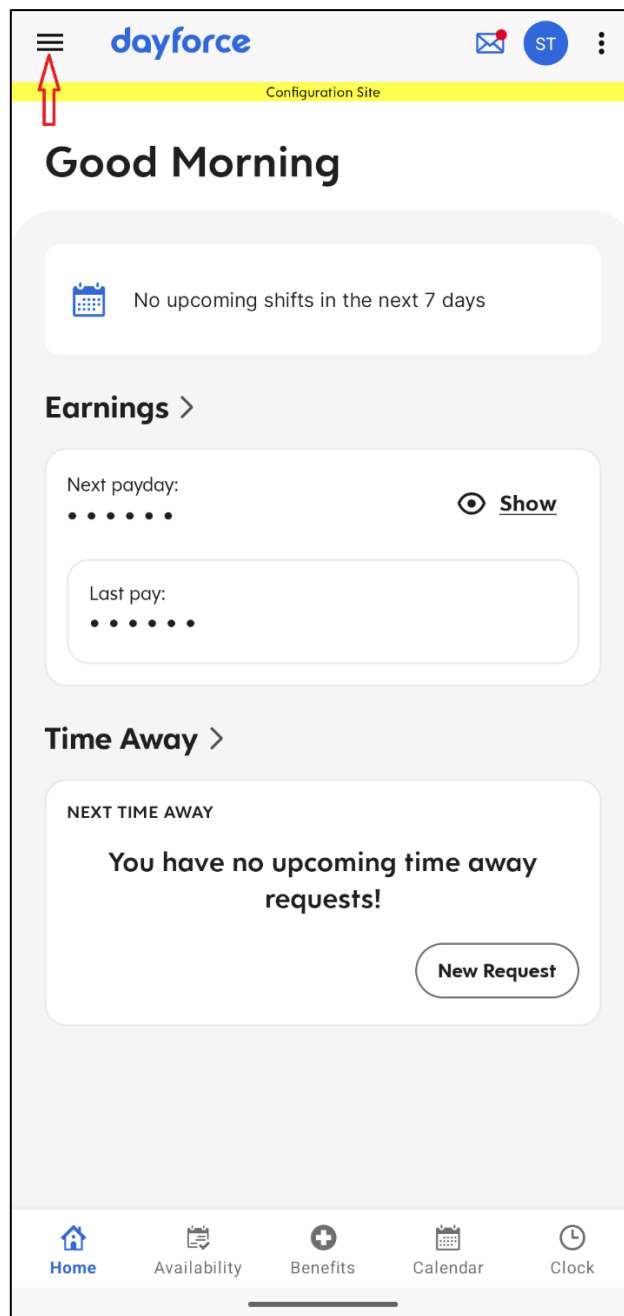 dayforce
ST
Configuration Site
Good Morning
No upcoming shifts in the next 7 days
Earnings >
Next payday:
• • • • • •
Show
Last pay:
• • • • • •
Time Away >
NEXT TIME AWAY
You have no upcoming time away
requests!
New Request
Home Availability Benefits Calendar Clock